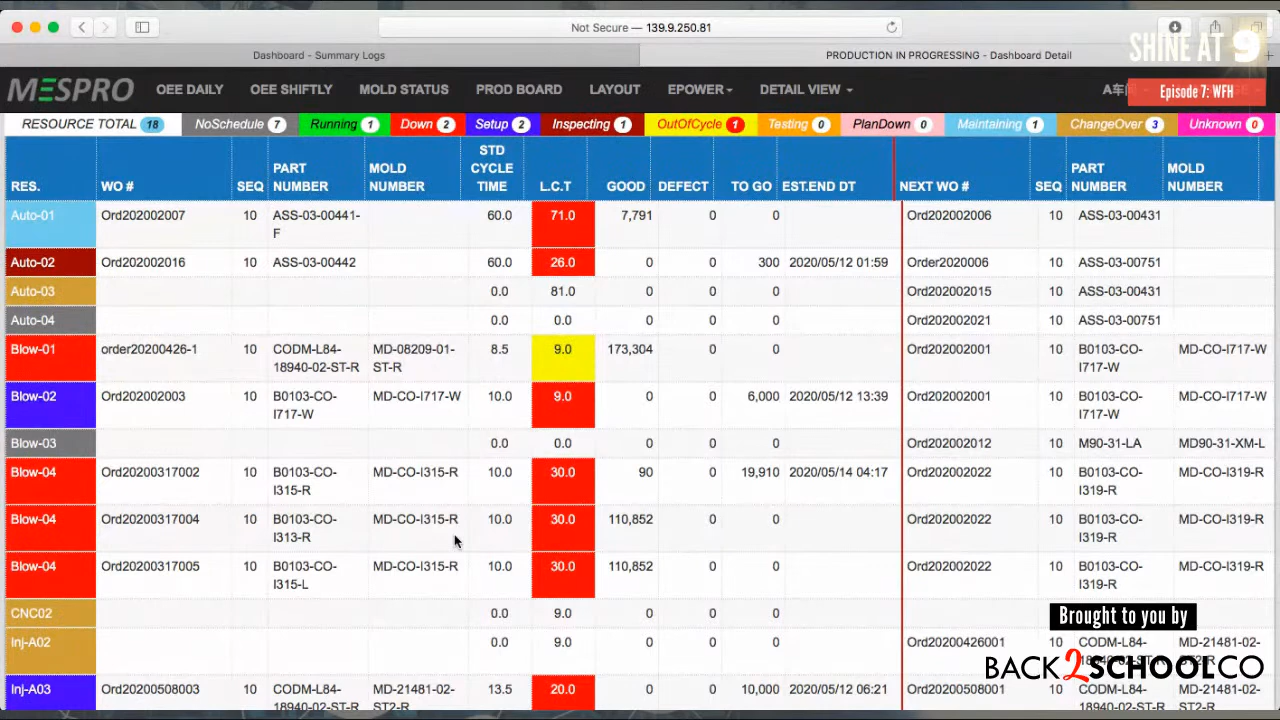 Not Secure — 139.9.250.81
SHINE AT 9
Dashboard - Summary Logs
PRODUCTION IN PROGRESSING - Dashboard Detail
MESPRO OEE DAILY OEE SHIFTLY MOLD STATUS PROD BOARD LAYOUT EPOWER DETAIL VIEW
Episode 7: WFH
RESOURCE TOTAL 18 NoSchedule 7 Running 1 Down 2 Setup 2 Inspecting 1 OutOfCycle 1 Testing 0 PlanDown 0 Maintaining 1 ChangeOver 3 Unknown 0
RES. WO # SEQ PART NUMBER MOLD NUMBER STD CYCLE TIME L.C.T GOOD DEFECT TO GO EST.END DT NEXT WO # SEQ PART NUMBER MOLD NUMBER
Auto-01 Ord202002007 10 ASS-03-00441-F 60.0 71.0 7,791 0 0 Ord202002006 10 ASS-03-00431
Auto-02 Ord202002016 10 ASS-03-00442 60.0 26.0 0 0 300 2020/05/12 01:59 Order2020006 10 ASS-03-00751
Auto-03 0.0 81.0 0 0 0 Ord202002015 10 ASS-03-00431
Auto-04 0.0 0.0 0 0 0 Ord202002021 10 ASS-03-00751
Blow-01 order20200426-1 10 CODM-L84-18940-02-ST-R MD-08209-01-ST-R 8.5 9.0 173,304 0 0 Ord202002001 10 B0103-CO-I717-W MD-CO-I717-W
Blow-02 Ord202002003 10 B0103-CO-I717-W MD-CO-I717-W 10.0 9.0 0 0 6,000 2020/05/12 13:39 Ord202002001 10 B0103-CO-I717-W MD-CO-I717-W
Blow-03 0.0 0.0 0 0 0 Ord202002012 10 M90-31-LA MD90-31-XM-L
Blow-04 Ord20200317002 10 B0103-CO-I315-R MD-CO-I315-R 10.0 30.0 90 0 19,910 2020/05/14 04:17 Ord202002022 10 B0103-CO-I319-R MD-CO-I319-R
Blow-04 Ord20200317004 10 B0103-CO-I313-R MD-CO-I315-R 10.0 30.0 110,852 0 0 Ord202002022 10 B0103-CO-I319-R MD-CO-I319-R
Blow-04 Ord20200317005 10 B0103-CO-I315-L MD-CO-I315-R 10.0 30.0 110,852 0 0 Ord202002022 10 B0103-CO-I319-R MD-CO-I319-R
CNC02 0.0 9.0 0 0 0
Brought to you by
Inj-A02 0.0 9.0 0 0 0 Ord20200426001 10 CODM-L84-18940-02-ST-R MD-21481-02-ST2-R
BACK2SCHOOLCO
Inj-A03 Ord20200508003 10 CODM-L84-18940-02-ST-R MD-21481-02-ST2-R 13.5 20.0 0 0 10,000 2020/05/12 06:21 Ord20200508001 10 CODM-L84-18940-02-ST-R MD-21481-02-ST2-R